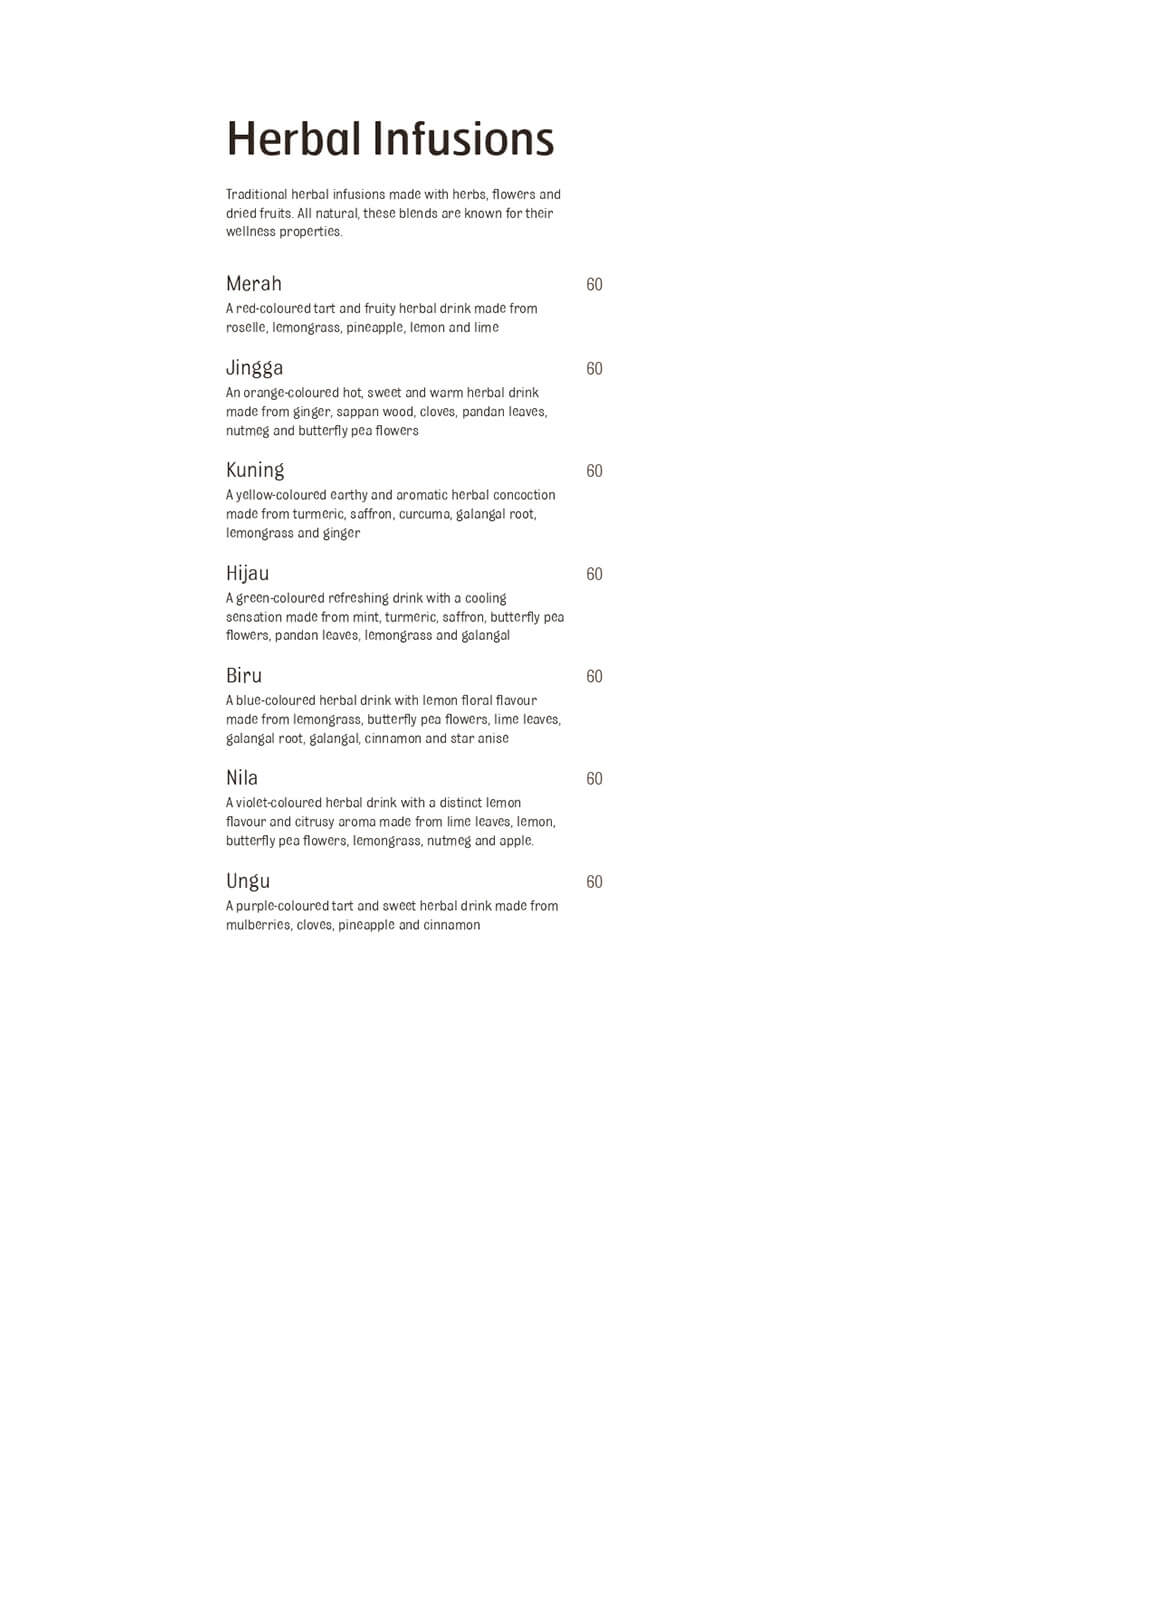 Herbal Infusions
Traditional herbal infusions made with herbs, flowers and
dried fruits. All natural, these blends are known for their
wellness properties.
Merah 60
A red-coloured tart and fruity herbal drink made from
roselle, lemongrass, pineapple, lemon and lime
Jingga 60
An orange-coloured hot, sweet and warm herbal drink
made from ginger, sappan wood, cloves, pandan leaves,
nutmeg and butterfly pea flowers
Kuning 60
A yellow-coloured earthy and aromatic herbal concoction
made from turmeric, saffron, curcuma, galangal root,
lemongrass and ginger
Hijau 60
A green-coloured refreshing drink with a cooling
sensation made from mint, turmeric, saffron, butterfly pea
flowers, pandan leaves, lemongrass and galangal
Biru 60
A blue-coloured herbal drink with lemon floral flavour
made from lemongrass, butterfly pea flowers, lime leaves,
galangal root, galangal, cinnamon and star anise
Nila 60
A violet-coloured herbal drink with a distinct lemon
flavour and citrusy aroma made from lime leaves, lemon,
butterfly pea flowers, lemongrass, nutmeg and apple.
Ungu 60
A purple-coloured tart and sweet herbal drink made from
mulberries, cloves, pineapple and cinnamon